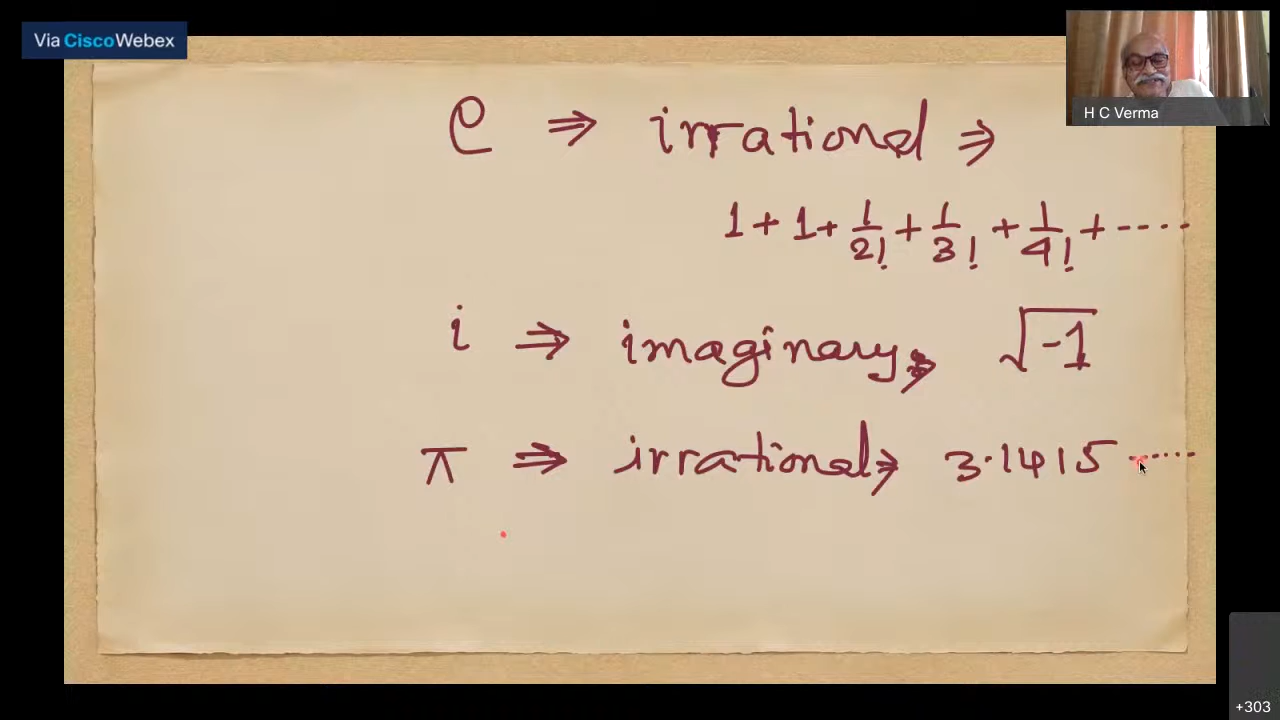 Via CiscoWebex
H C Verma
e ⇒ irrational ⇒
1 + 1 + 1/2! + 1/3! + 1/4! + -----
i ⇒ imaginary ⇒ √-1
π ⇒ irrational ⇒ 3.1415 ------
+303